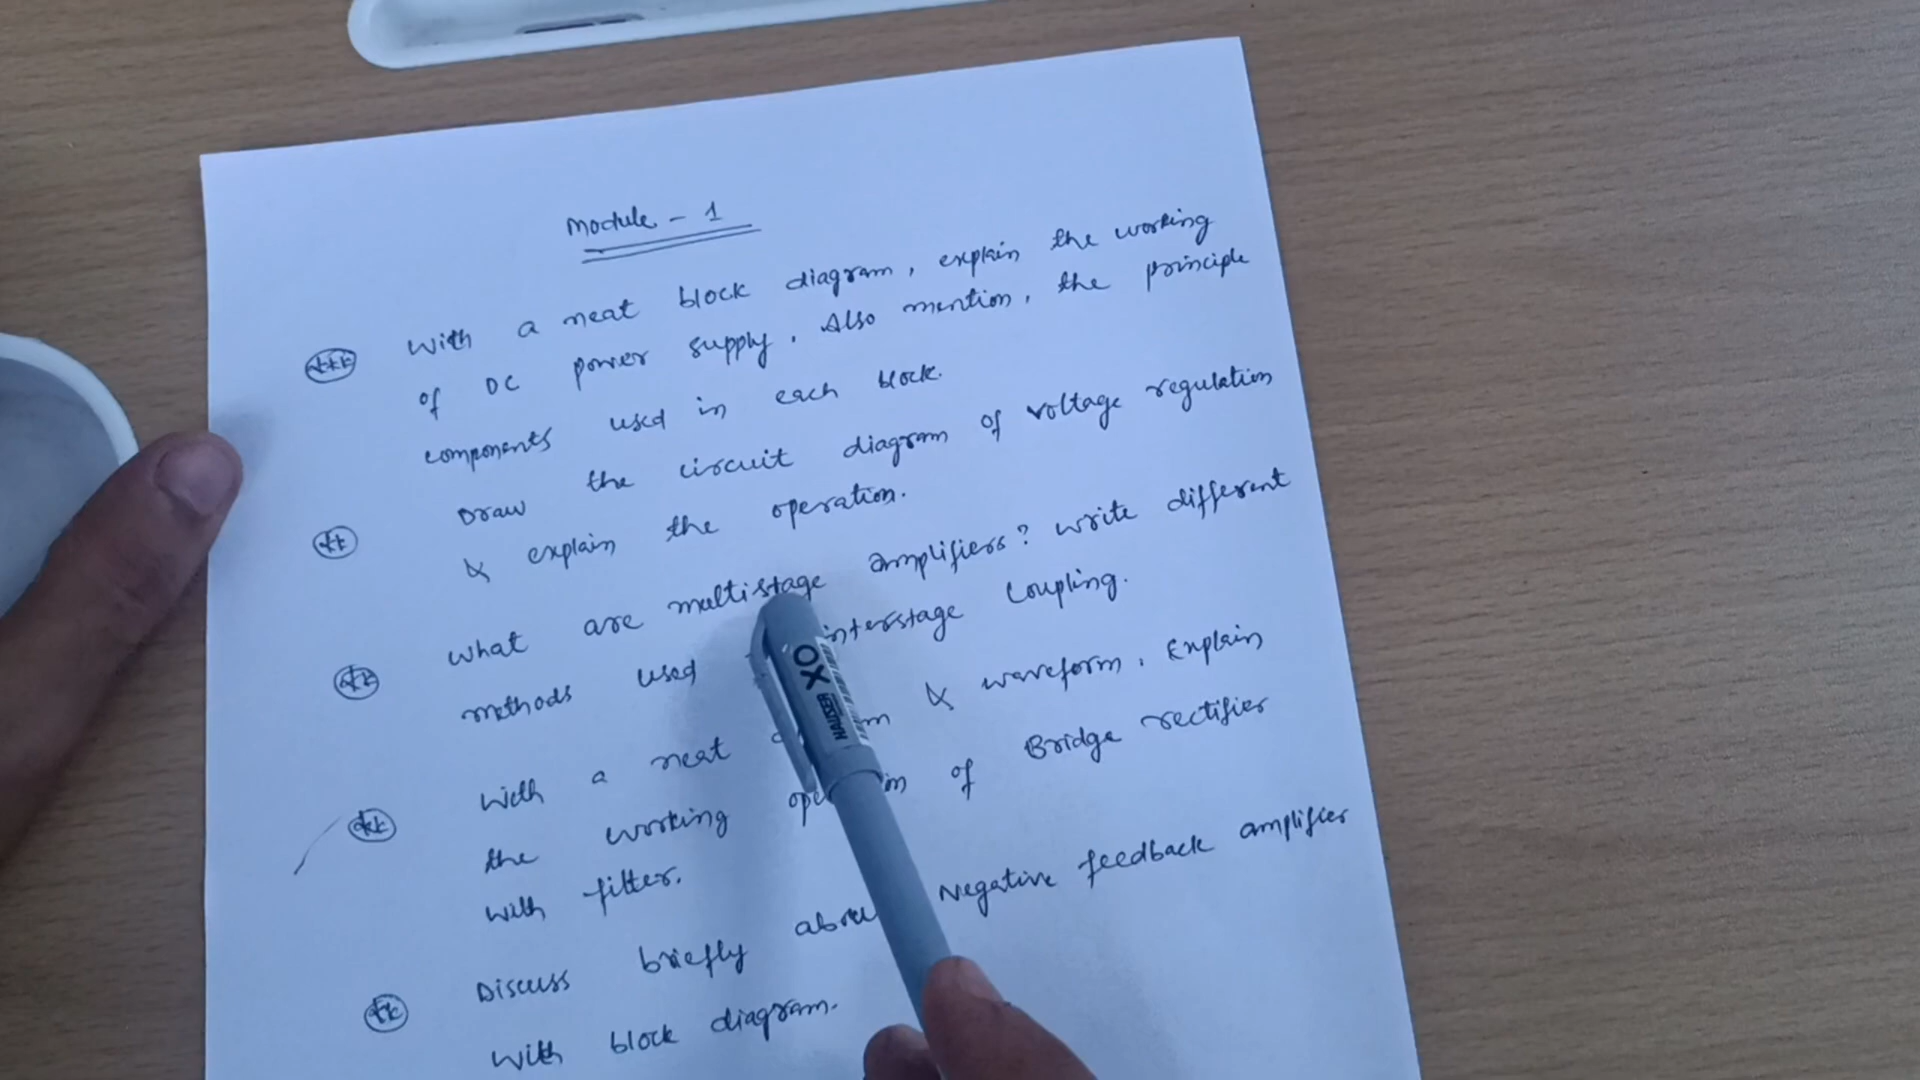 Module - 1
*** With a neat block diagram, explain the working
of DC power supply. Also mention, the principle
components used in each block.
** Draw the circuit diagram of voltage regulation
& explain the operation.
** What are multistage amplifiers? write different
methods used interstage coupling.
** With a neat & waveform, Explain
the working of Bridge rectifier
with filter.
** Discuss briefly Negative feedback amplifier
With block diagram.
OX
HAUSER